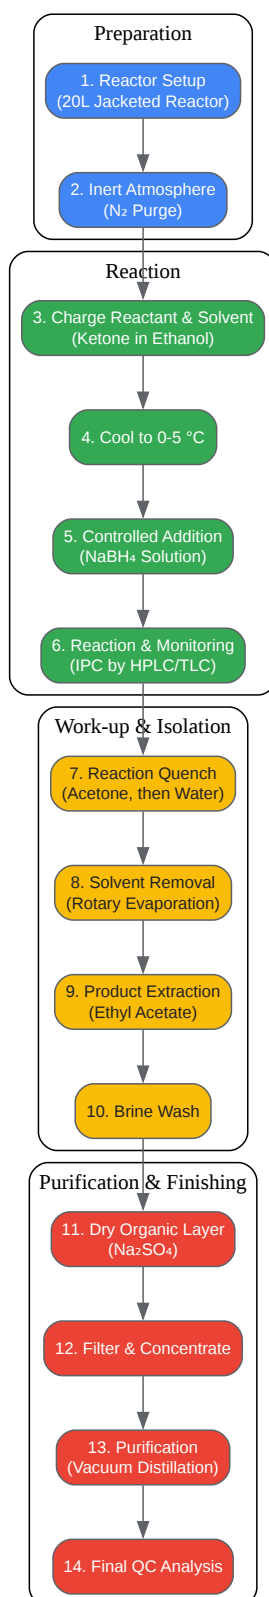 Preparation
1. Reactor Setup
(20L Jacketed Reactor)
2. Inert Atmosphere
(N₂ Purge)
Reaction
3. Charge Reactant & Solvent
(Ketone in Ethanol)
4. Cool to 0-5 °C
5. Controlled Addition
(NaBH₄ Solution)
6. Reaction & Monitoring
(IPC by HPLC/TLC)
Work-up & Isolation
7. Reaction Quench
(Acetone, then Water)
8. Solvent Removal
(Rotary Evaporation)
9. Product Extraction
(Ethyl Acetate)
10. Brine Wash
Purification & Finishing
11. Dry Organic Layer
(Na₂SO₄)
12. Filter & Concentrate
13. Purification
(Vacuum Distillation)
14. Final QC Analysis